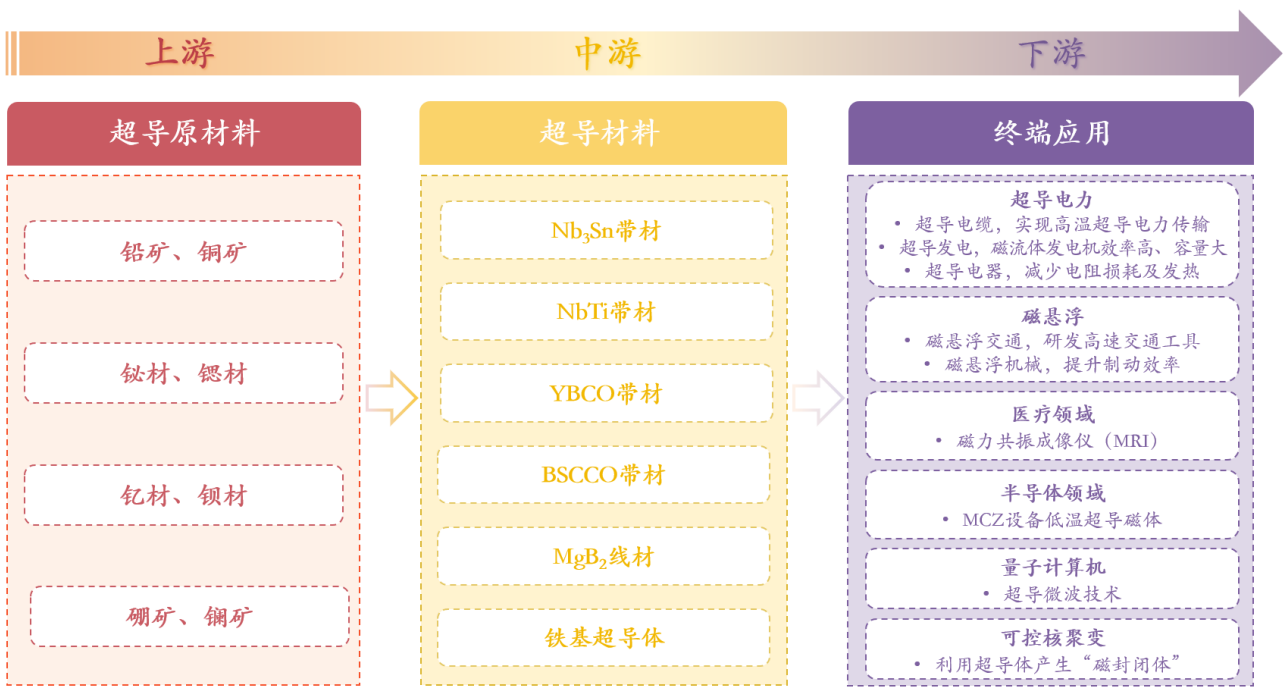 上游
中游
下游
超导原材料
铅矿、铜矿
铋材、锶材
钇材、钡材
硼矿、镧矿
超导材料
Nb₃Sn带材
NbTi带材
YBCO带材
BSCCO带材
MgB₂线材
铁基超导体
终端应用
超导电力
• 超导电缆，实现高温超导电力传输
• 超导发电，磁流体发电机效率高、容量大
• 超导电器，减少电阻损耗及发热
磁悬浮
• 磁悬浮交通，研发高速交通工具
• 磁悬浮机械，提升制动效率
医疗领域
• 磁力共振成像仪（MRI）
半导体领域
• MCZ设备低温超导磁体
量子计算机
• 超导微波技术
可控核聚变
• 利用超导体产生“磁封闭体”